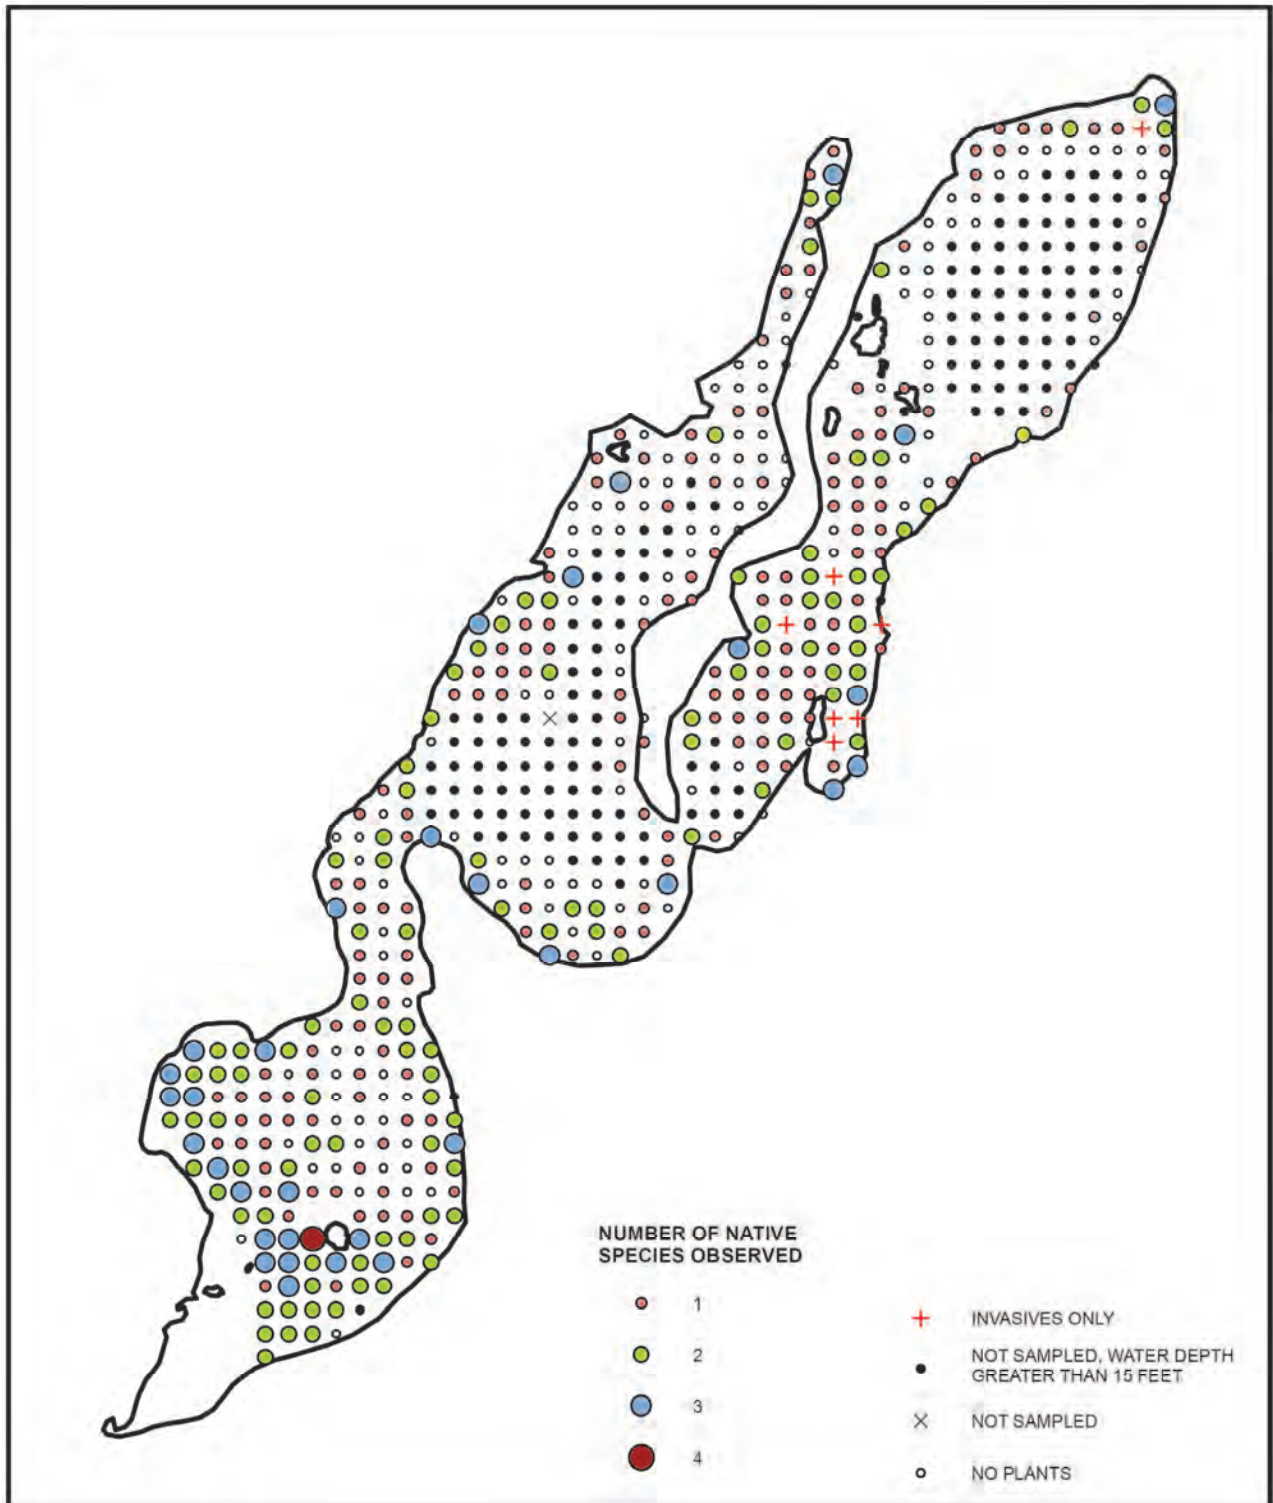 NUMBER OF NATIVE
SPECIES OBSERVED
1
2
3
4
INVASIVES ONLY
NOT SAMPLED, WATER DEPTH
GREATER THAN 15 FEET
NOT SAMPLED
NO PLANTS